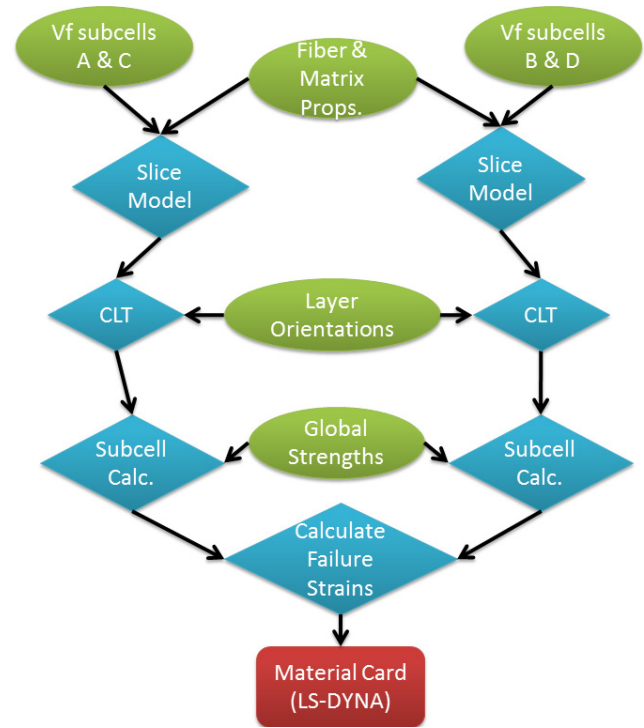 Vf subcells
A & C
Fiber &
Matrix
Props.
Vf subcells
B & D
Slice
Model
Slice
Model
CLT
Layer
Orientations
CLT
Subcell
Calc.
Global
Strengths
Subcell
Calc.
Calculate
Failure
Strains
Material Card
(LS-DYNA)